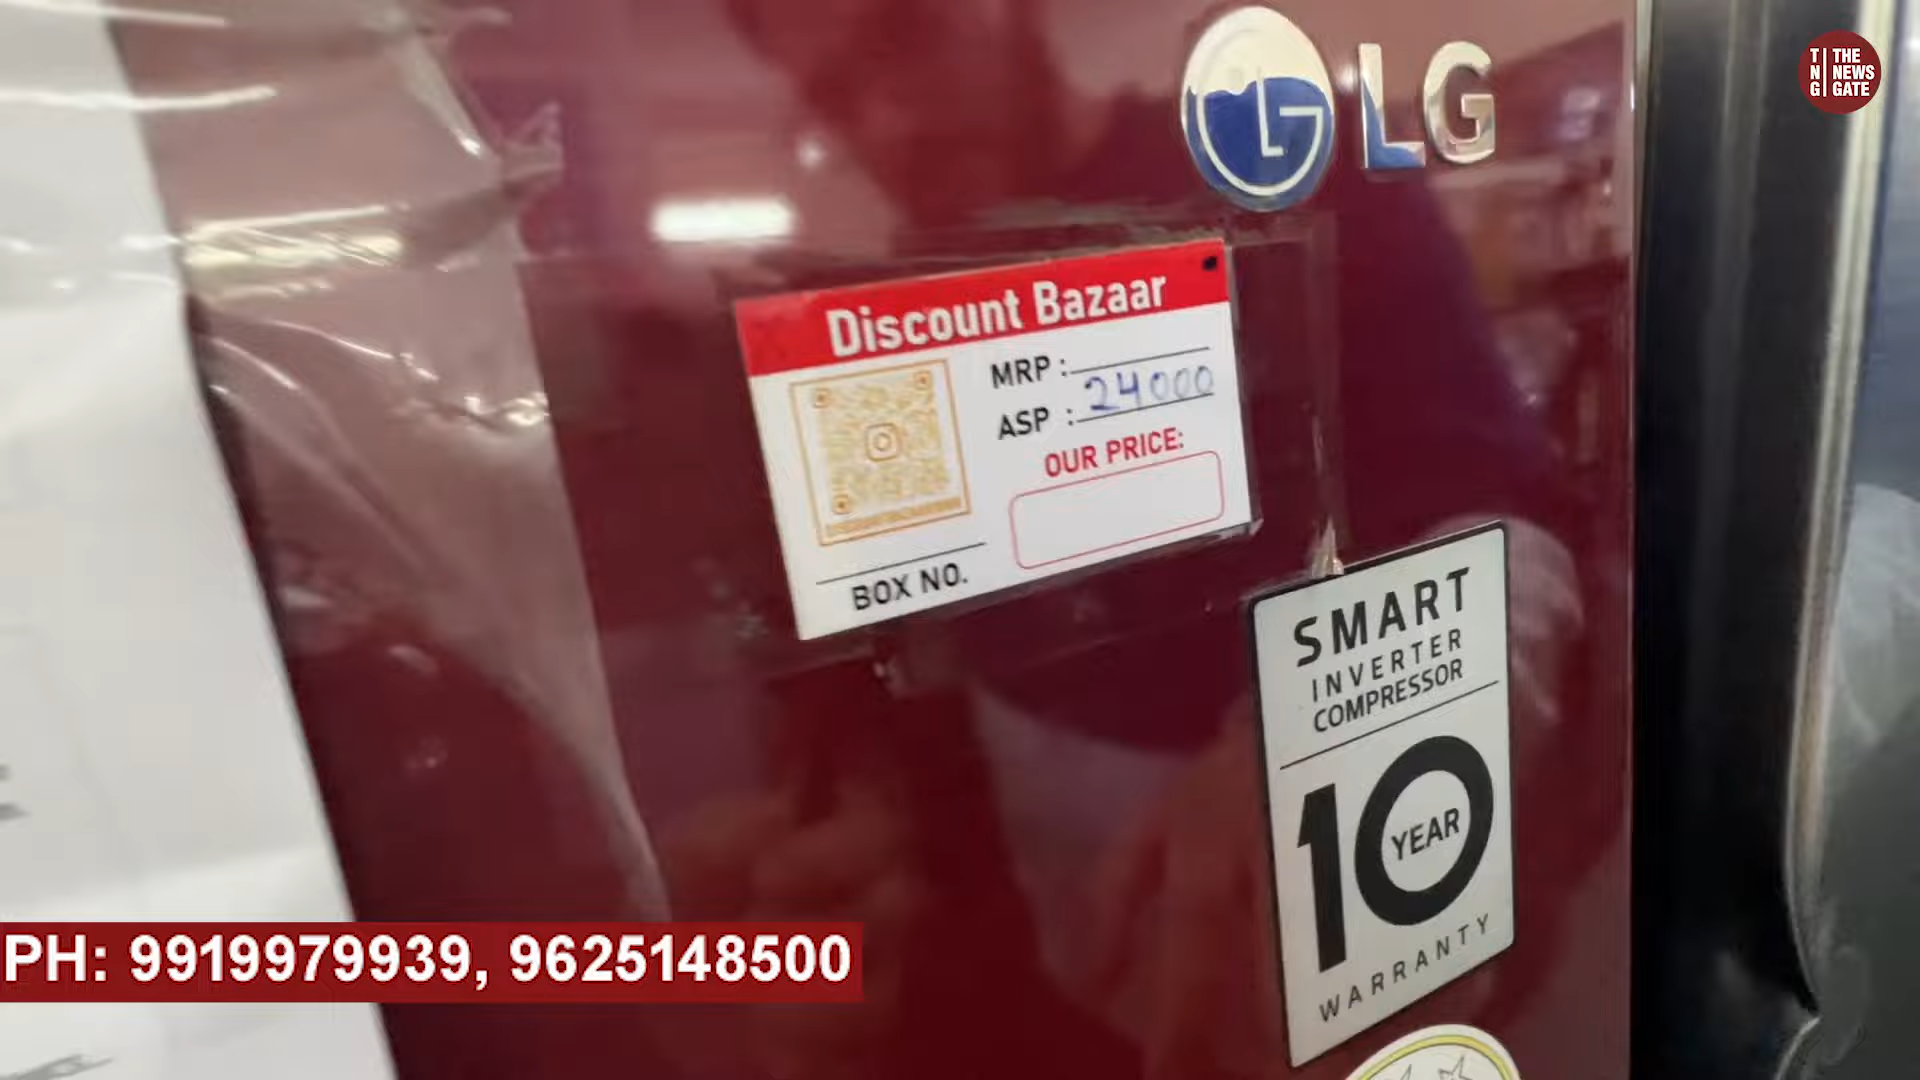 LG
T N G THE NEWS GATE
Discount Bazaar
MRP :
ASP : 24000
OUR PRICE:
BOX NO.
SMART
INVERTER
COMPRESSOR
10 YEAR
WARRANTY
PH: 9919979939, 9625148500